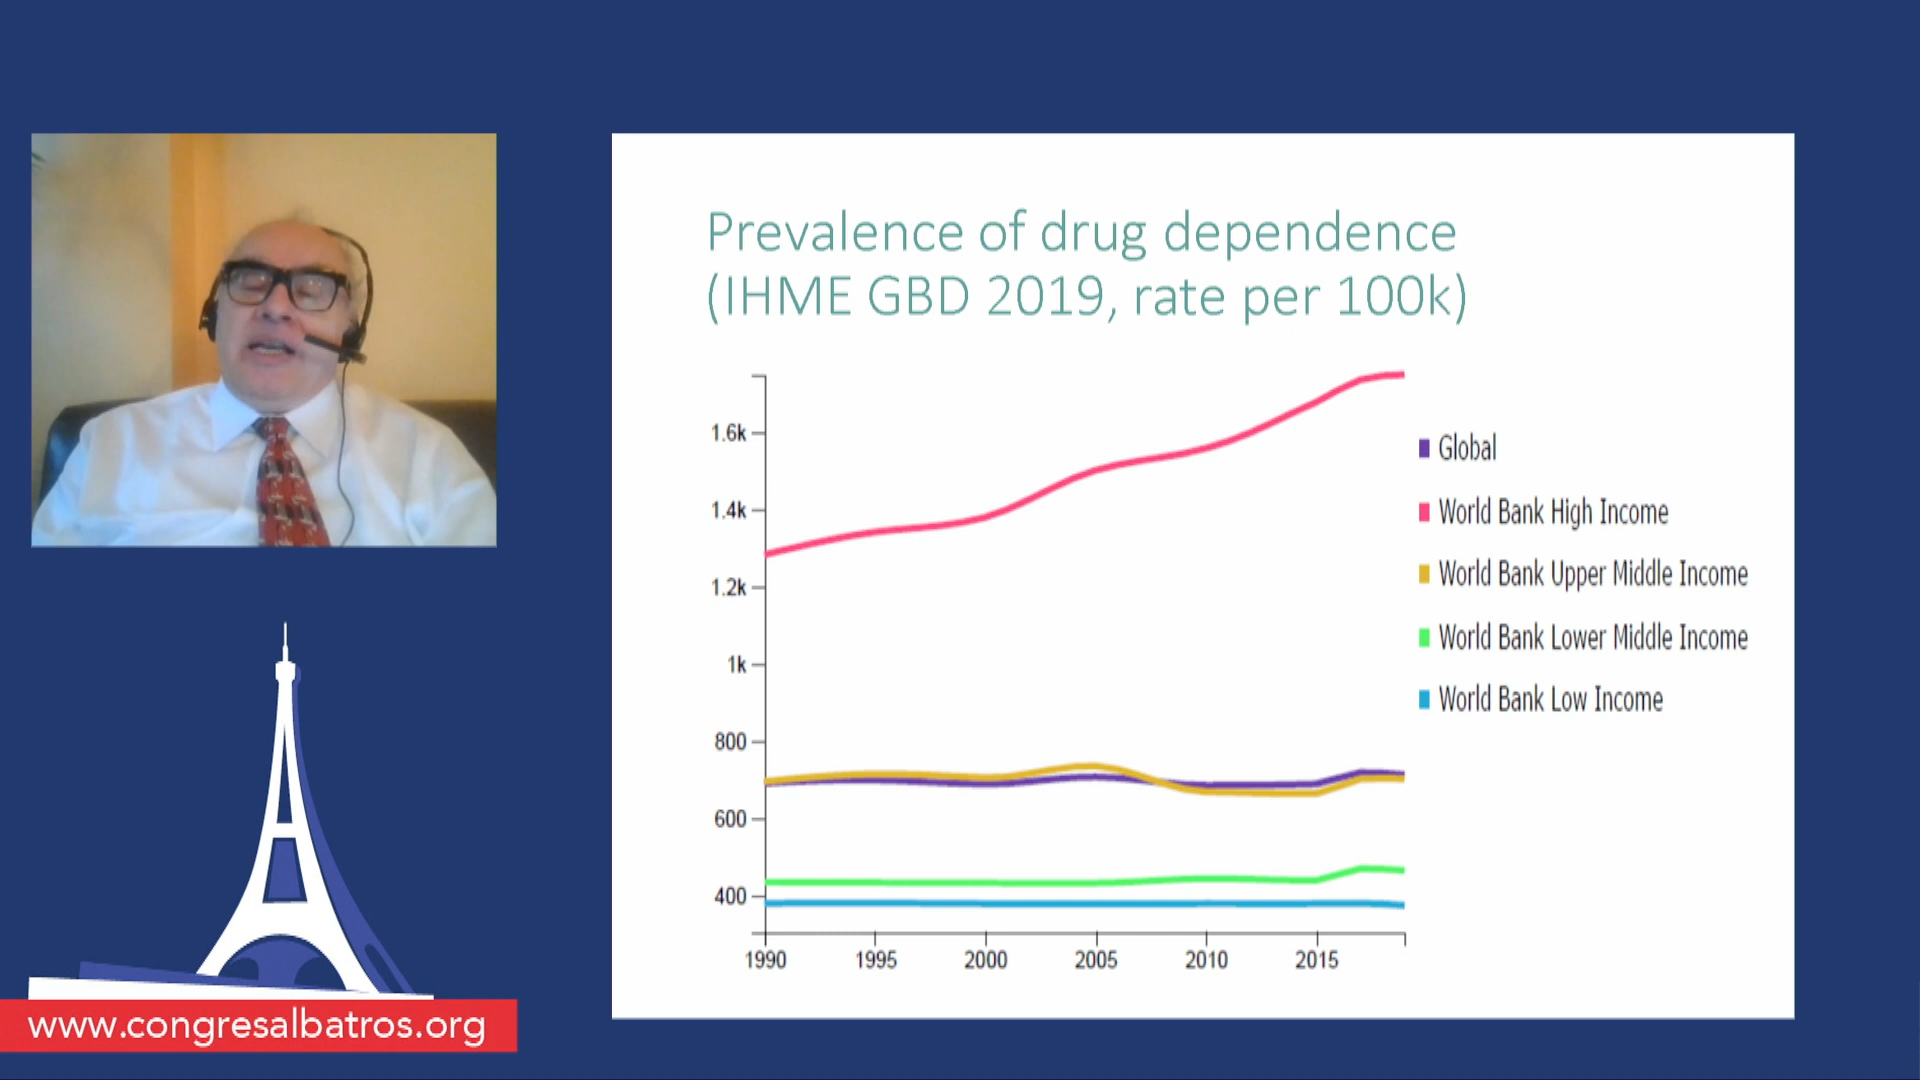 Prevalence of drug dependence
(IHME GBD 2019, rate per 100k)
1.6k
1.4k
1.2k
1k
800
600
400
1990 1995 2000 2005 2010 2015
Global
World Bank High Income
World Bank Upper Middle Income
World Bank Lower Middle Income
World Bank Low Income
www.congresalbatros.org